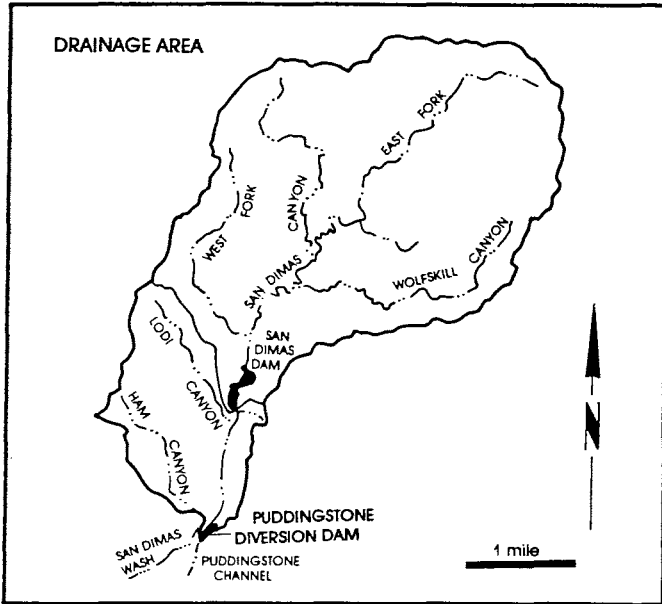 DRAINAGE AREA
EAST FORK
WEST FORK
CANYON
SAN DIMAS
WOLFSKILL CANYON
SAN
DIMAS
DAM
LODI
CANYON
HAM
CANYON
N
PUDDINGSTONE
DIVERSION DAM
SAN DIMAS
WASH
PUDDINGSTONE
CHANNEL
1 mile